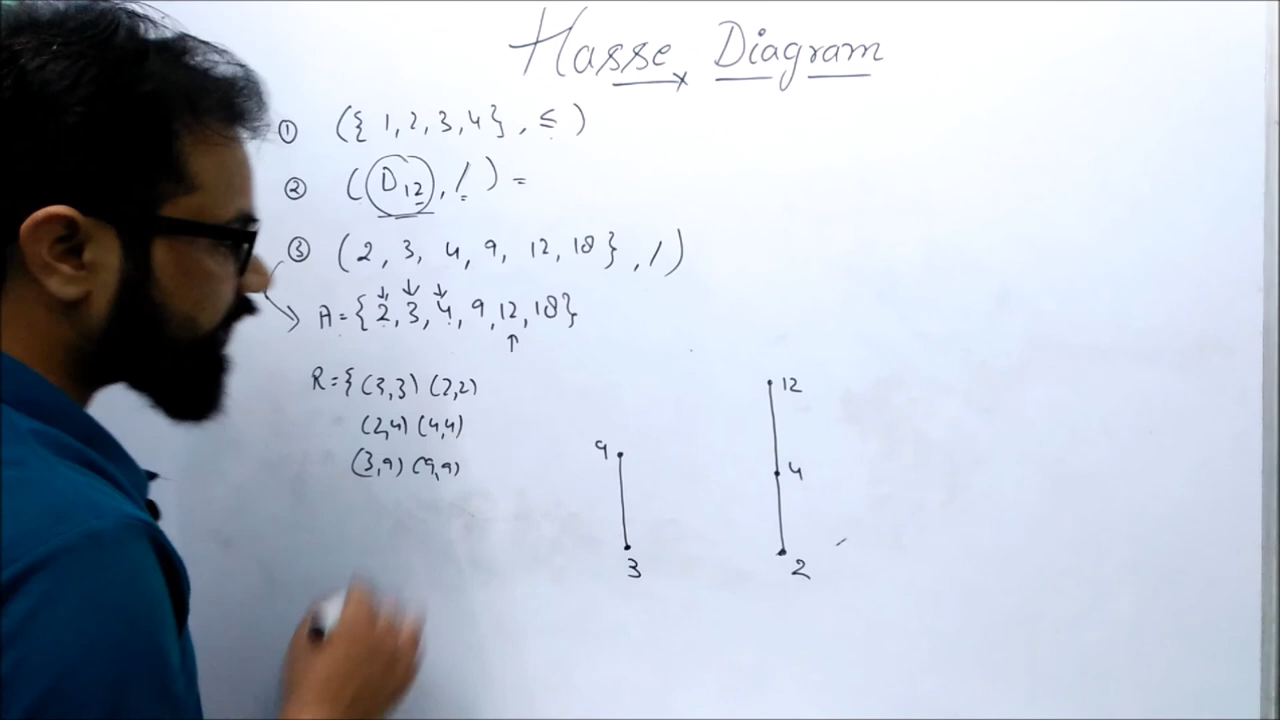 Hasse Diagram
① ({ 1, 2, 3, 4 } , ≤ )
② ( D12 , / ) =
③ ( 2, 3, 4, 9, 12, 18 } , / )
A = { 2, 3, 4, 9, 12, 18 }
R = { (3,3) (2,2)
(2,4) (4,4)
(3,9) (9,9)
12
9
4
3
2